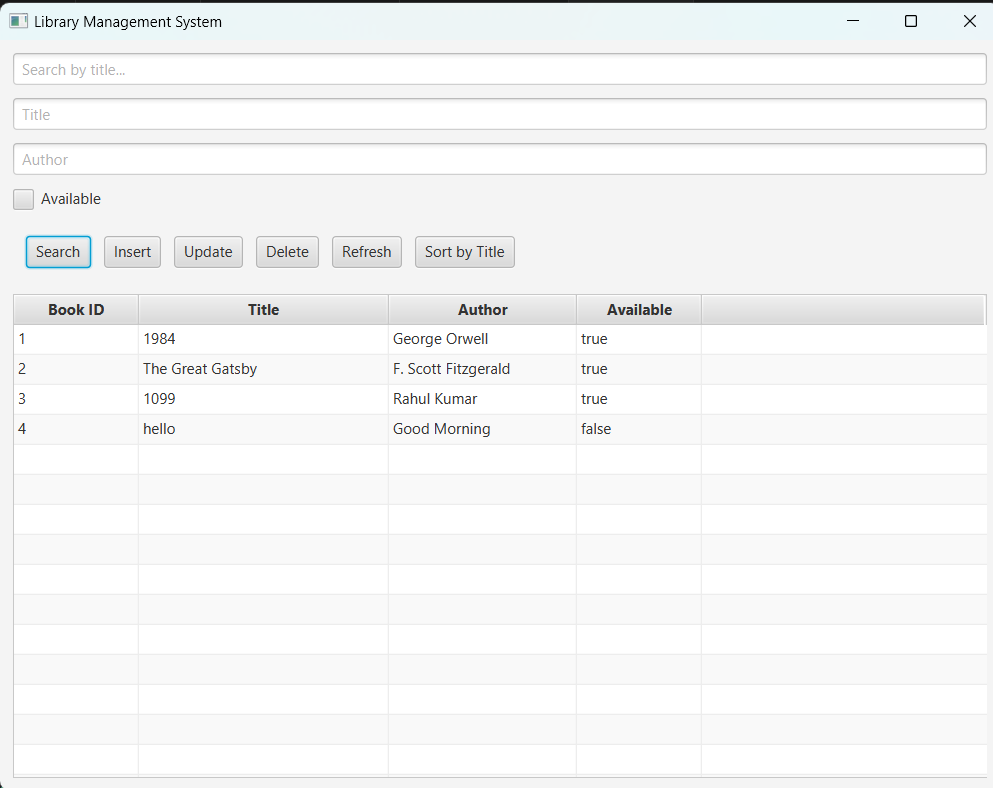 Library Management System
Search by title...
Title
Author
Available
Search Insert Update Delete Refresh Sort by Title
Book ID Title Author Available
1 1984 George Orwell true
2 The Great Gatsby F. Scott Fitzgerald true
3 1099 Rahul Kumar true
4 hello Good Morning false